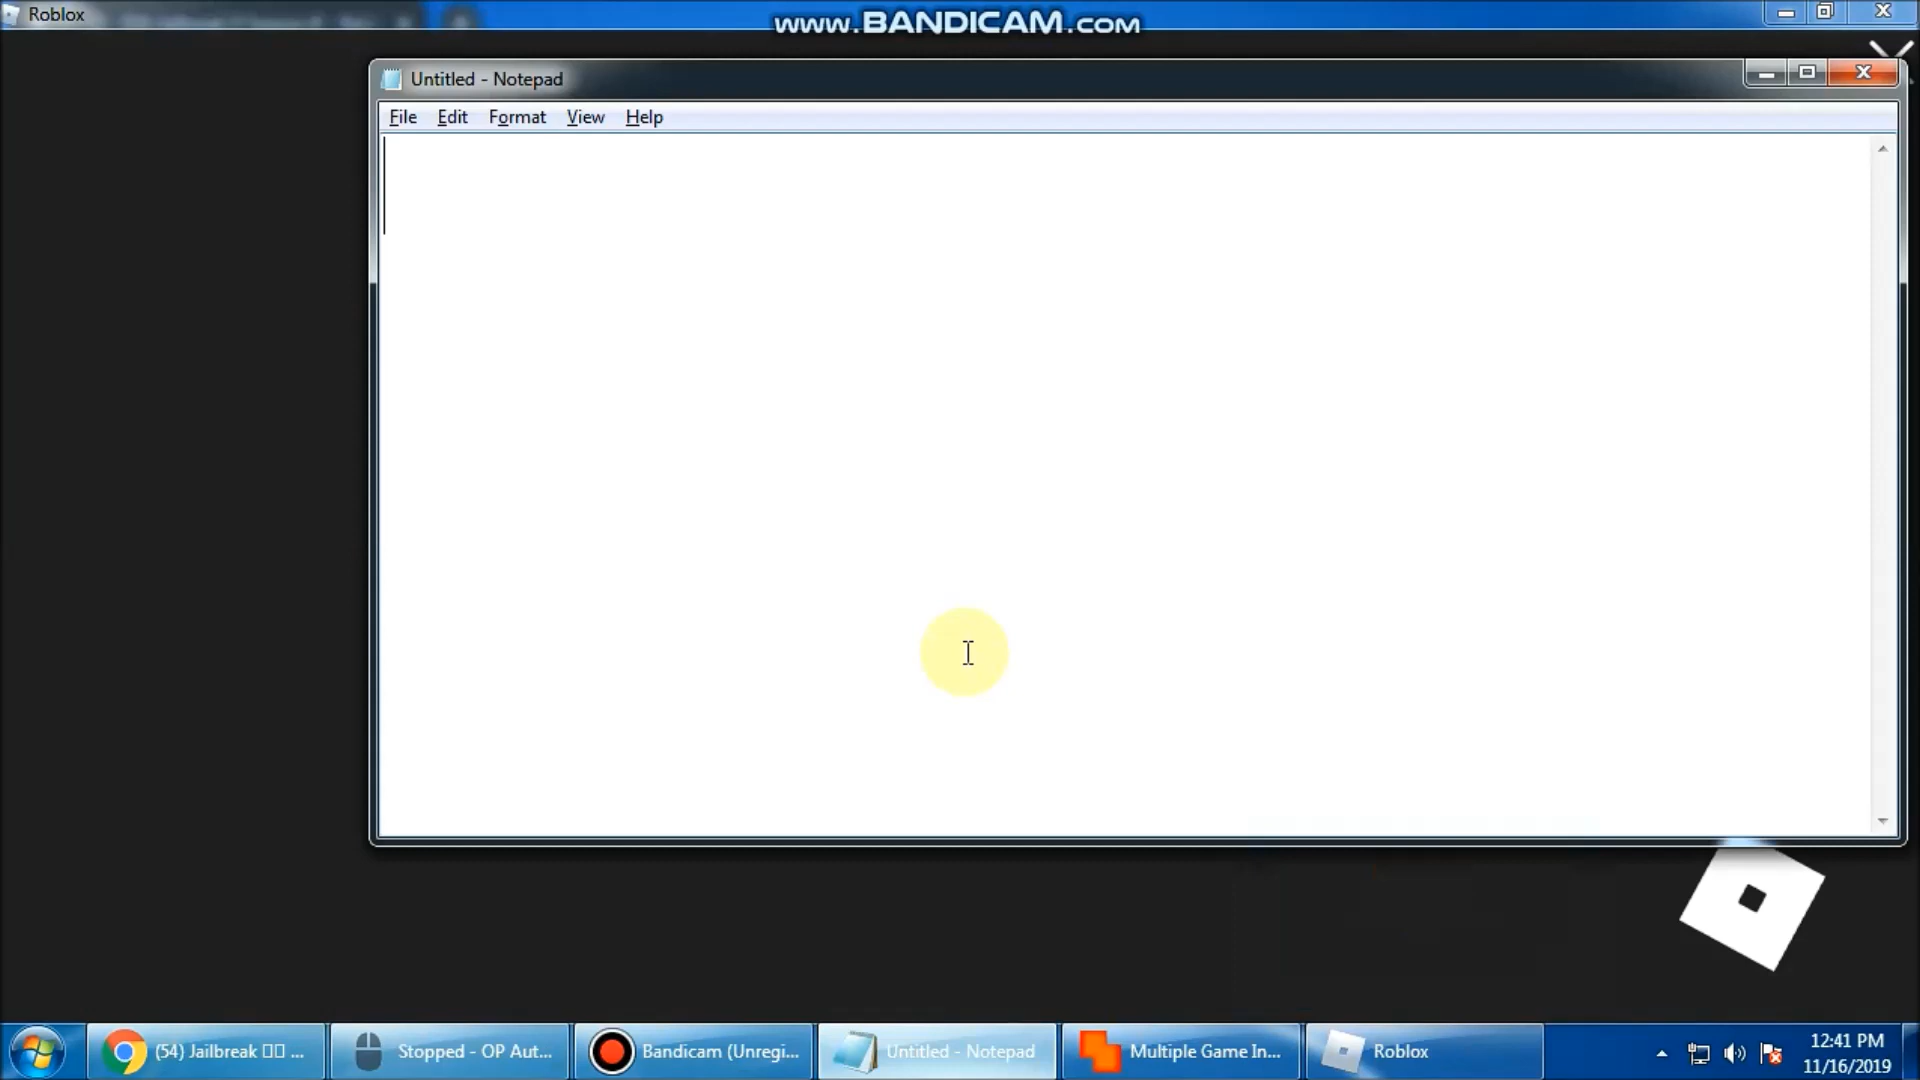 Roblox
www.BANDICAM.com
Untitled - Notepad
File Edit Format View Help
(54) Jailbreak ▯▯ ...
Stopped - OP Aut...
Bandicam (Unregi...
Untitled - Notepad
Multiple Game In...
Roblox
12:41 PM
11/16/2019